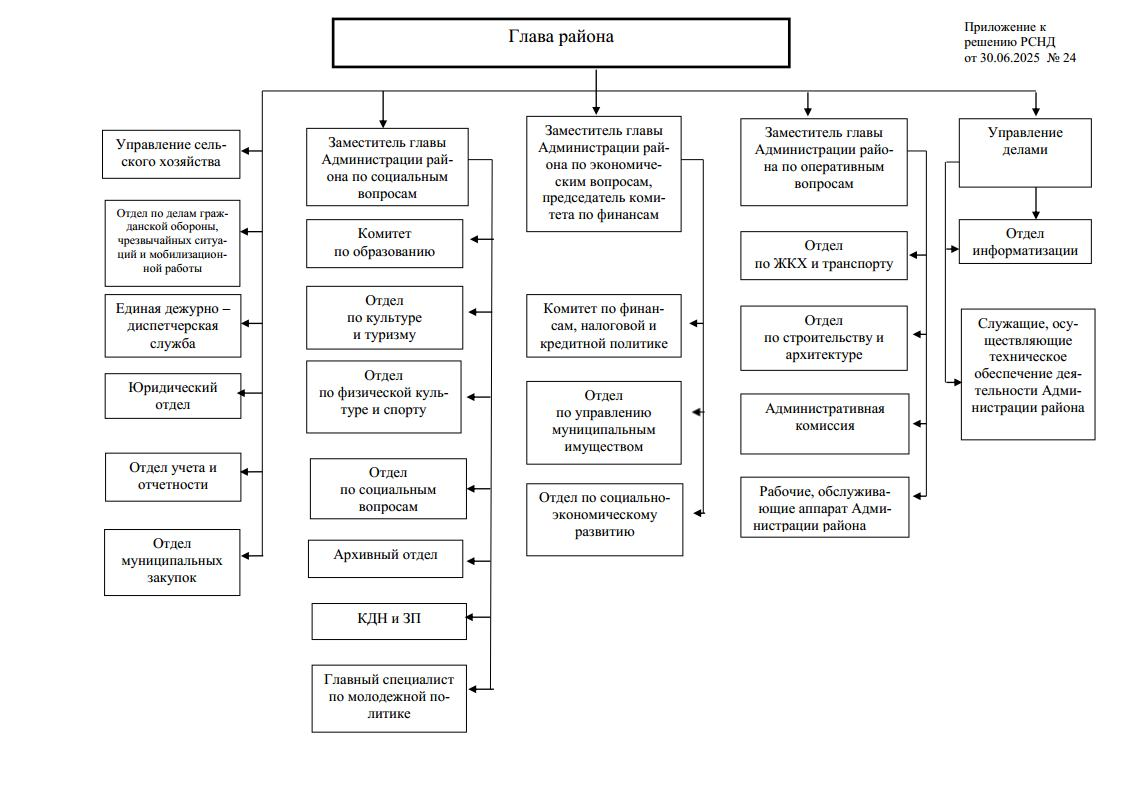 Глава района
Приложение к
решению РСНД
от 30.06.2025 № 24
Управление сель-
ского хозяйства
Отдел по делам граж-
данской обороны,
чрезвычайных ситуа-
ций и мобилизацион-
ной работы
Единая дежурно –
диспетчерская
служба
Юридический
отдел
Отдел учета и
отчетности
Отдел
муниципальных
закупок
Заместитель главы
Администрации рай-
она по социальным
вопросам
Комитет
по образованию
Отдел
по культуре
и туризму
Отдел
по физической куль-
туре и спорту
Отдел
по социальным
вопросам
Архивный отдел
КДН и ЗП
Главный специалист
по молодежной по-
литике
Заместитель главы
Администрации рай-
она по экономиче-
ским вопросам,
председатель коми-
тета по финансам
Комитет по финан-
сам, налоговой и
кредитной политике
Отдел
по управлению
муниципальным
имуществом
Отдел по социально-
экономическому
развитию
Заместитель главы
Администрации райо-
на по оперативным
вопросам
Отдел
по ЖКХ и транспорту
Отдел
по строительству и
архитектуре
Административная
комиссия
Рабочие, обслужива-
ющие аппарат Адми-
нистрации района
Управление
делами
Отдел
информатизации
Служащие, осу-
ществляющие
техническое
обеспечение дея-
тельности Адми-
нистрации района